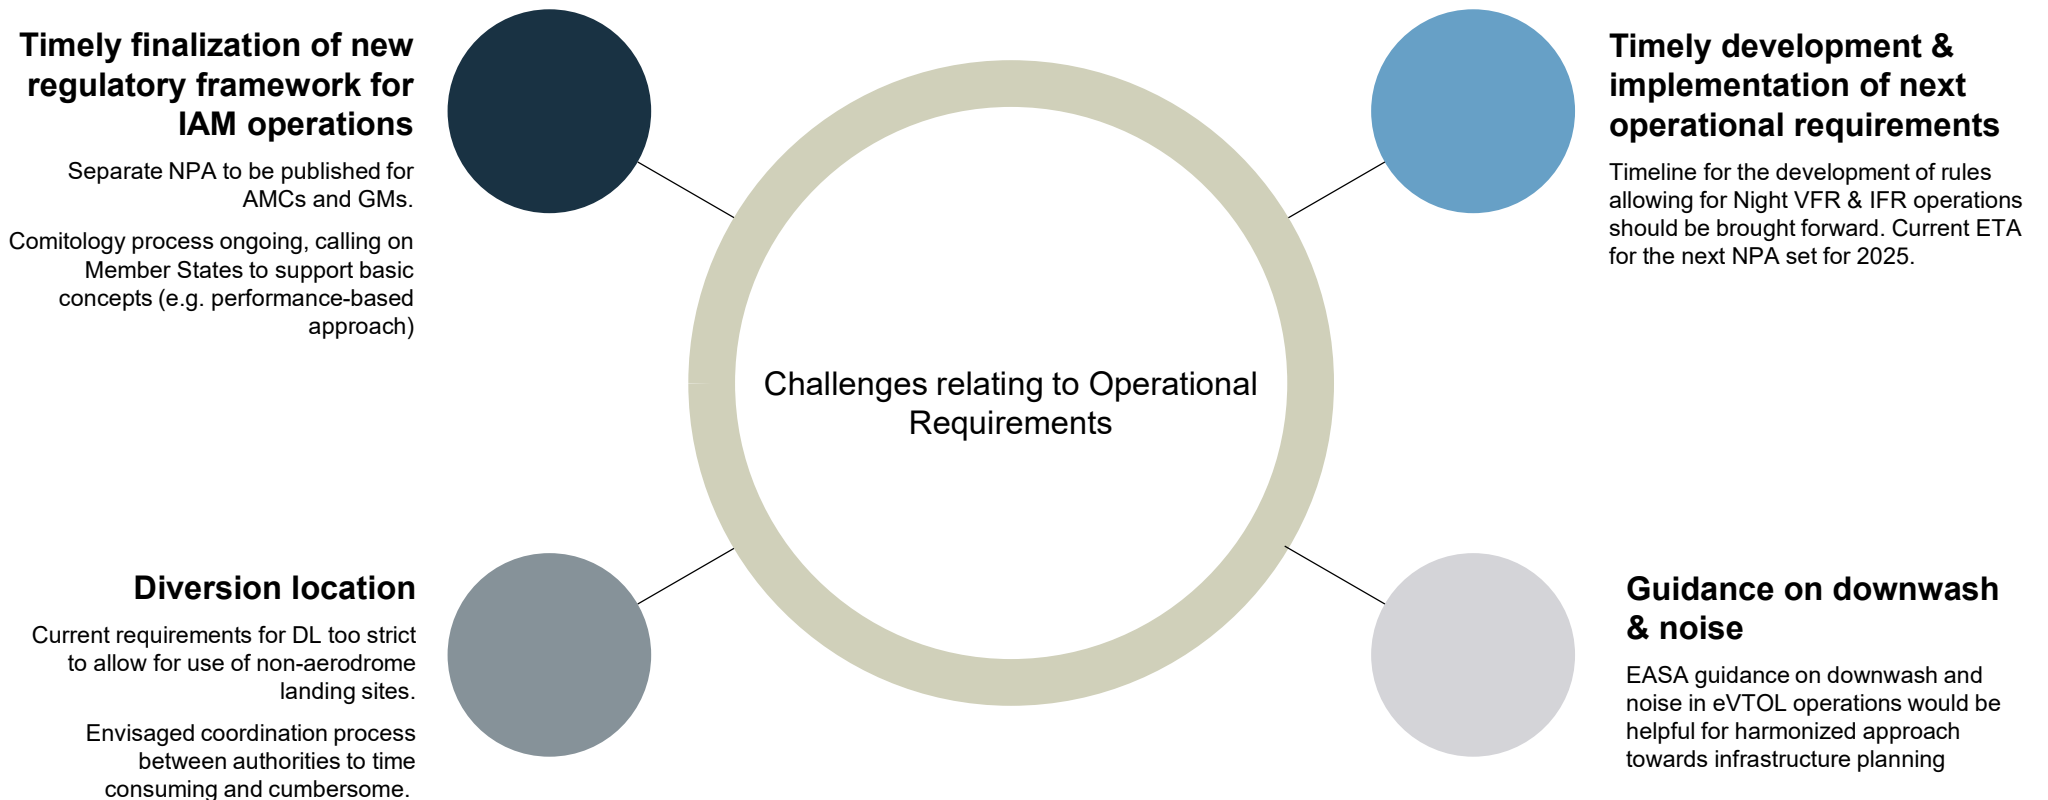 Timely finalization of new
regulatory framework for
IAM operations
Separate NPA to be published for
AMCs and GMs.
Comitology process ongoing, calling on
Member States to support basic
concepts (e.g. performance-based
approach)
Timely development &
implementation of next
operational requirements
Timeline for the development of rules
allowing for Night VFR & IFR operations
should be brought forward. Current ETA
for the next NPA set for 2025.
Challenges relating to Operational
Requirements
Diversion location
Current requirements for DL too strict
to allow for use of non-aerodrome
landing sites.
Envisaged coordination process
between authorities to time
consuming and cumbersome.
Guidance on downwash
& noise
EASA guidance on downwash and
noise in eVTOL operations would be
helpful for harmonized approach
towards infrastructure planning